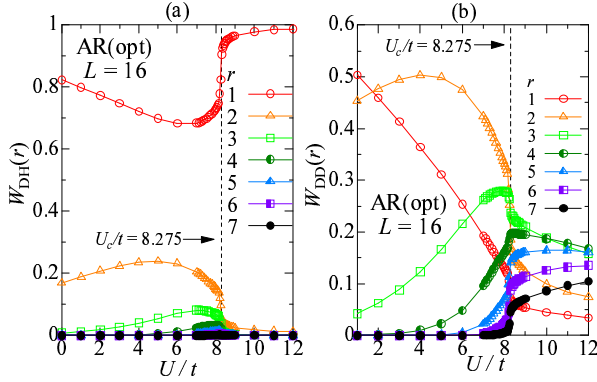 (a)
AR(opt)
L = 16
r
1
2
3
4
5
6
7
U_c/t = 8.275
W_DH(r)
1
0.8
0.6
0.4
0.2
0
0 2 4 6 8 10 12
U / t
(b)
U_c/t = 8.275
r
1
2
3
4
5
6
7
AR(opt)
L = 16
W_DD(r)
0.6
0.5
0.4
0.3
0.2
0.1
0.0
2 4 6 8 10 12
U / t